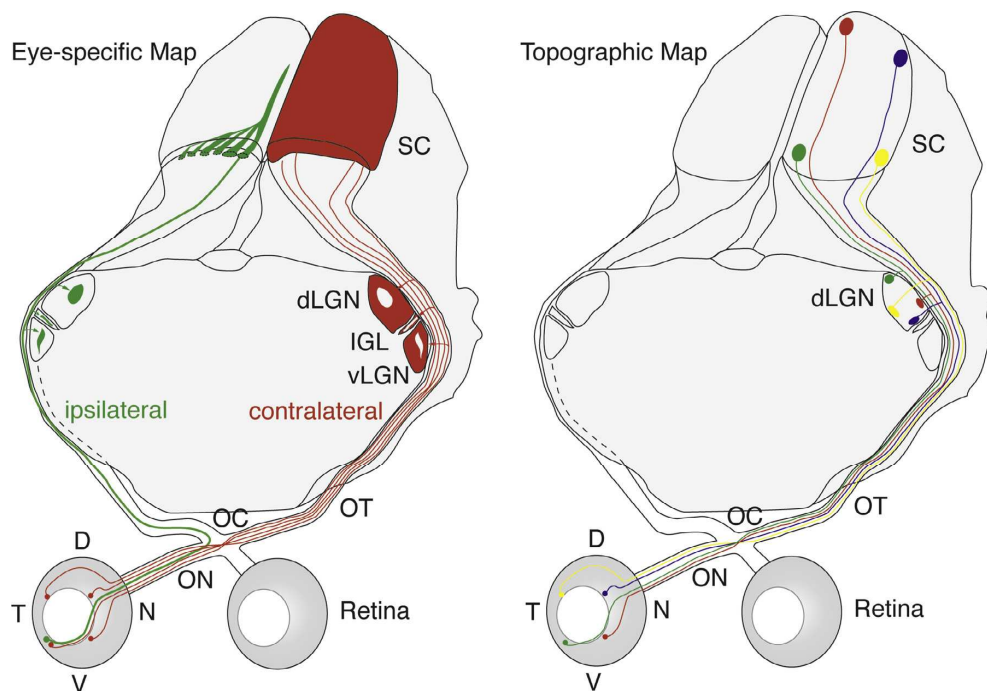 Eye-specific Map
SC
dLGN
IGL
vLGN
ipsilateral
contralateral
OC
OT
D
ON
T
N
Retina
V
Topographic Map
SC
dLGN
OC
OT
D
ON
T
N
Retina
V